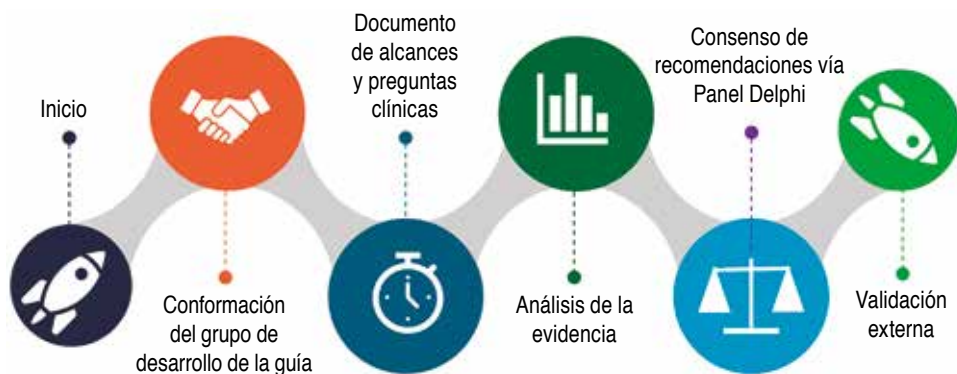 Inicio
Conformación
del grupo de
desarrollo de la guía
Documento
de alcances
y preguntas
clínicas
Análisis de la
evidencia
Consenso de
recomendaciones vía
Panel Delphi
Validación
externa